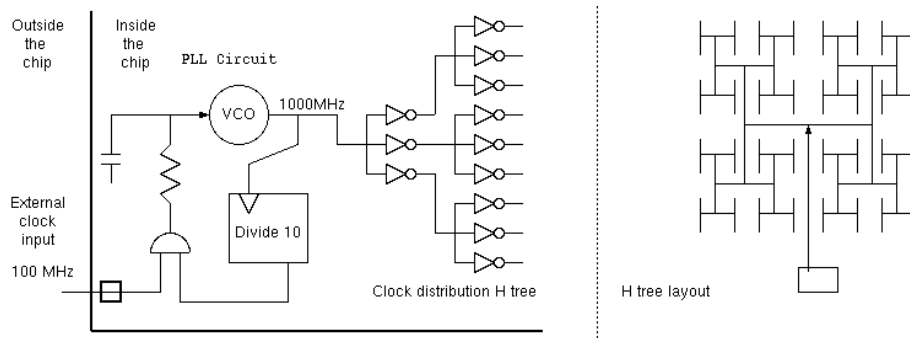 Outside
the
chip
Inside
the
chip
PLL Circuit
VCO
1000MHz
External
clock
input
100 MHz
Divide 10
Clock distribution H tree
H tree layout